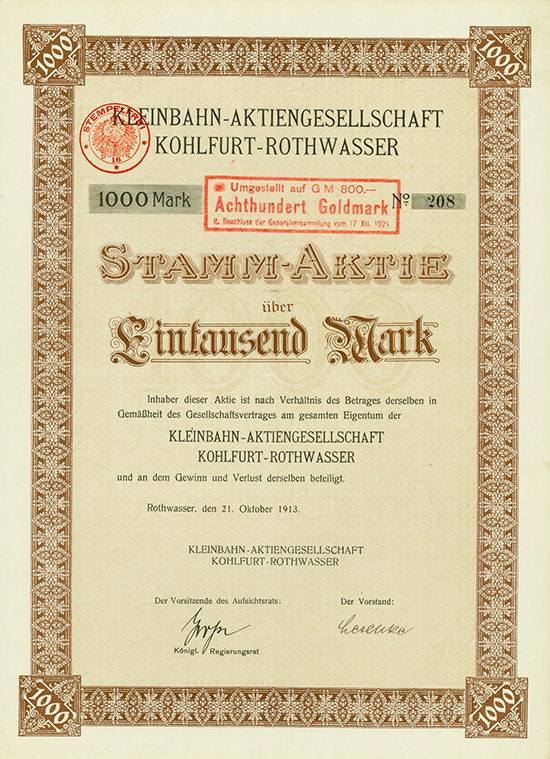 1000 1000
STEMPELFREI
16
KLEINBAHN-AKTIENGESELLSCHAFT
KOHLFURT-ROTHWASSER
1000 Mark
Umgestellt auf G M 800.—
Achthundert Goldmark
lt. Beschluss der Generalversammlung vom 17 XII. 1924
No. 208
STAMM-AKTIE
über
Eintausend Mark
Inhaber dieser Aktie ist nach Verhältnis des Betrages derselben in
Gemäßheit des Gesellschaftsvertrages am gesamten Eigentum der
KLEINBAHN-AKTIENGESELLSCHAFT
KOHLFURT-ROTHWASSER
und an dem Gewinn und Verlust derselben beteiligt.
Rothwasser, den 21. Oktober 1913.
KLEINBAHN-AKTIENGESELLSCHAFT
KOHLFURT-ROTHWASSER
Der Vorsitzende des Aufsichtsrats: Der Vorstand:
Königl. Regierungsrat
1000 1000